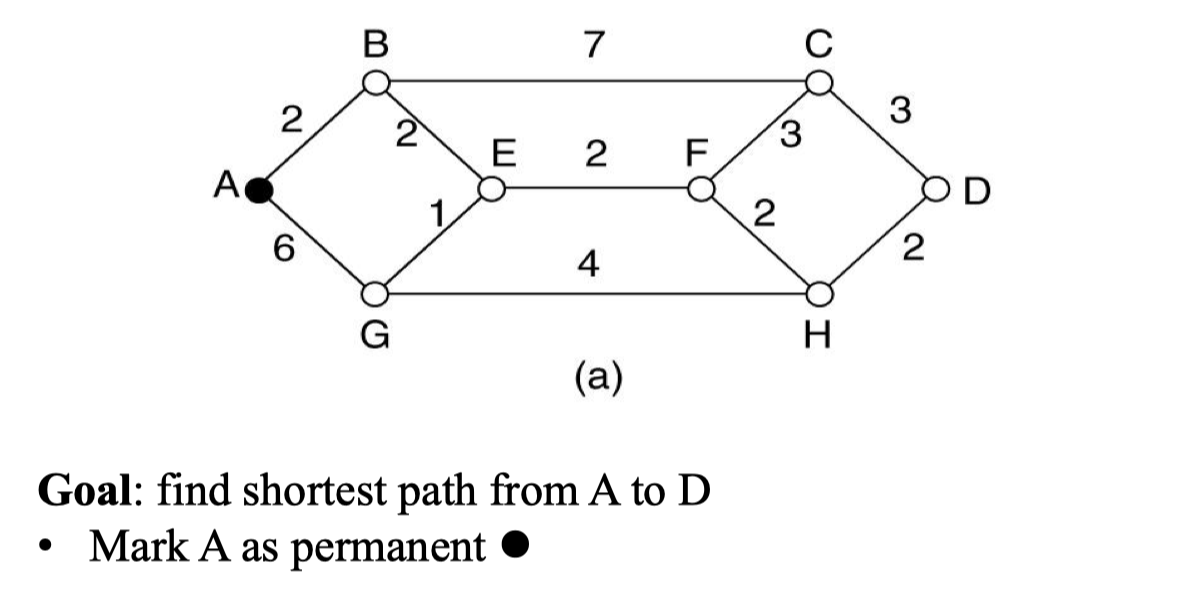 B 7 C
2 2 3
E 2 F 3
A D
1 2
6 4 2
G H
(a)
Goal: find shortest path from A to D
• Mark A as permanent ●